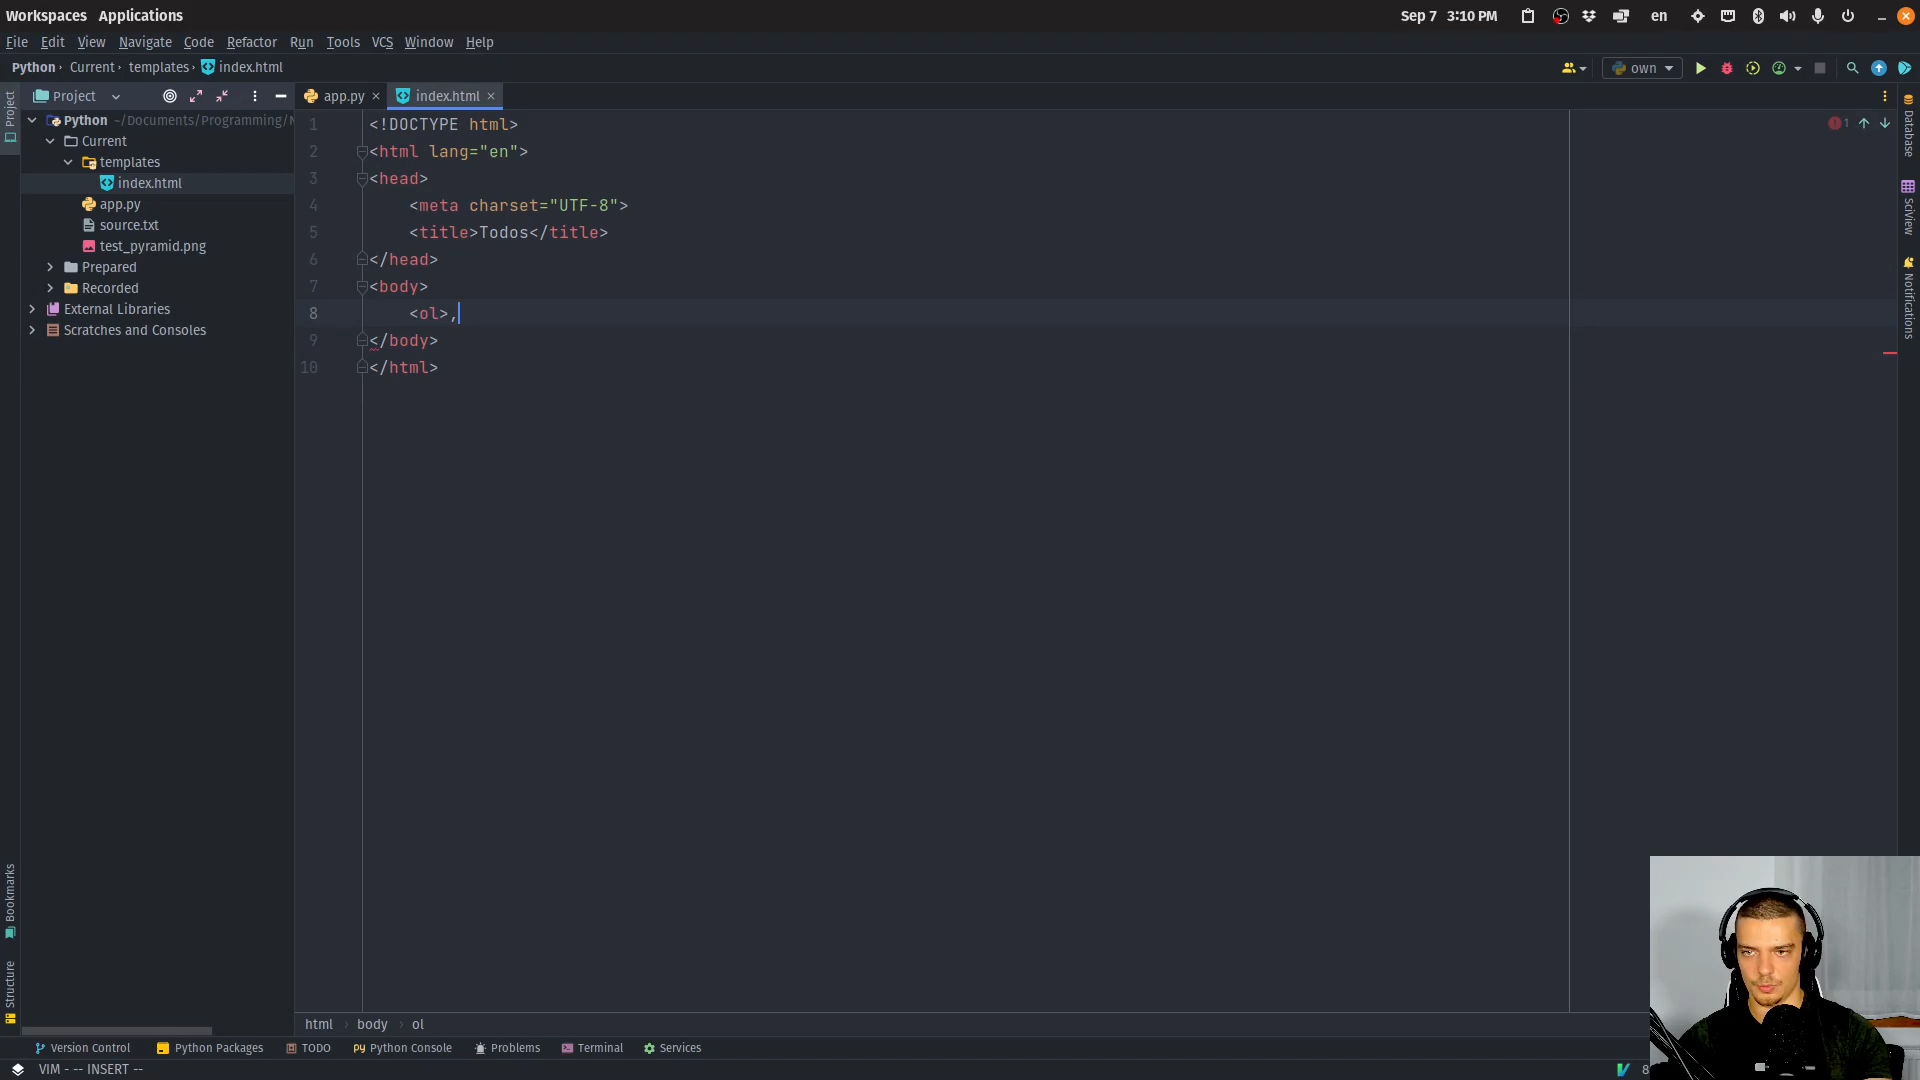 Workspaces Applications Sep 7 3:10 PM en
File Edit View Navigate Code Refactor Run Tools VCS Window Help
Python › Current › templates › index.html own
Project app.py index.html
Python ~/Documents/Programming/
Current
templates
index.html
app.py
source.txt
test_pyramid.png
Prepared
Recorded
External Libraries
Scratches and Consoles
1 <!DOCTYPE html>
2 <html lang="en">
3 <head>
4 <meta charset="UTF-8">
5 <title>Todos</title>
6 </head>
7 <body>
8 <ol>,
9 </body>
10 </html>
1
Project
Bookmarks
Structure
Database
SciView
Notifications
html › body › ol
Version Control Python Packages TODO Python Console Problems Terminal Services
VIM - -- INSERT -- 8